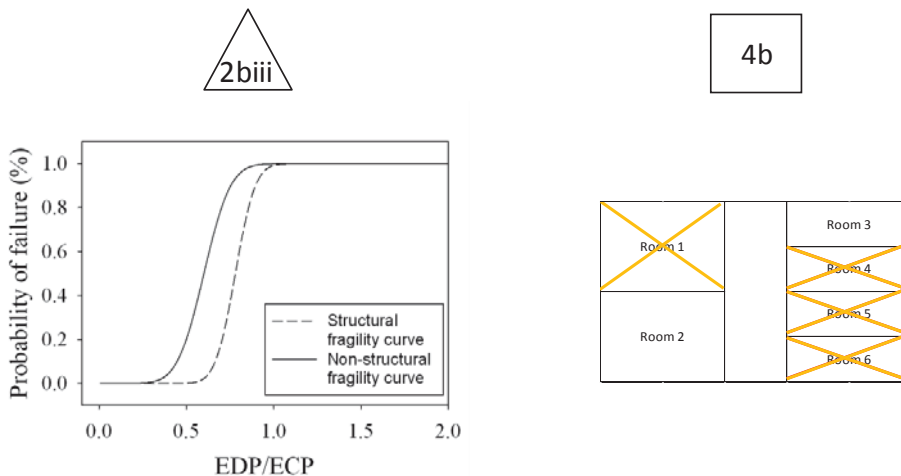 2biii
4b
Probability of failure (%)
1.0
0.8
0.6
0.4
0.2
0.0
Structural
fragility curve
Non-structural
fragility curve
0.0
0.5
1.0
1.5
2.0
EDP/ECP
Room 1
Room 2
Room 3
Room 4
Room 5
Room 6